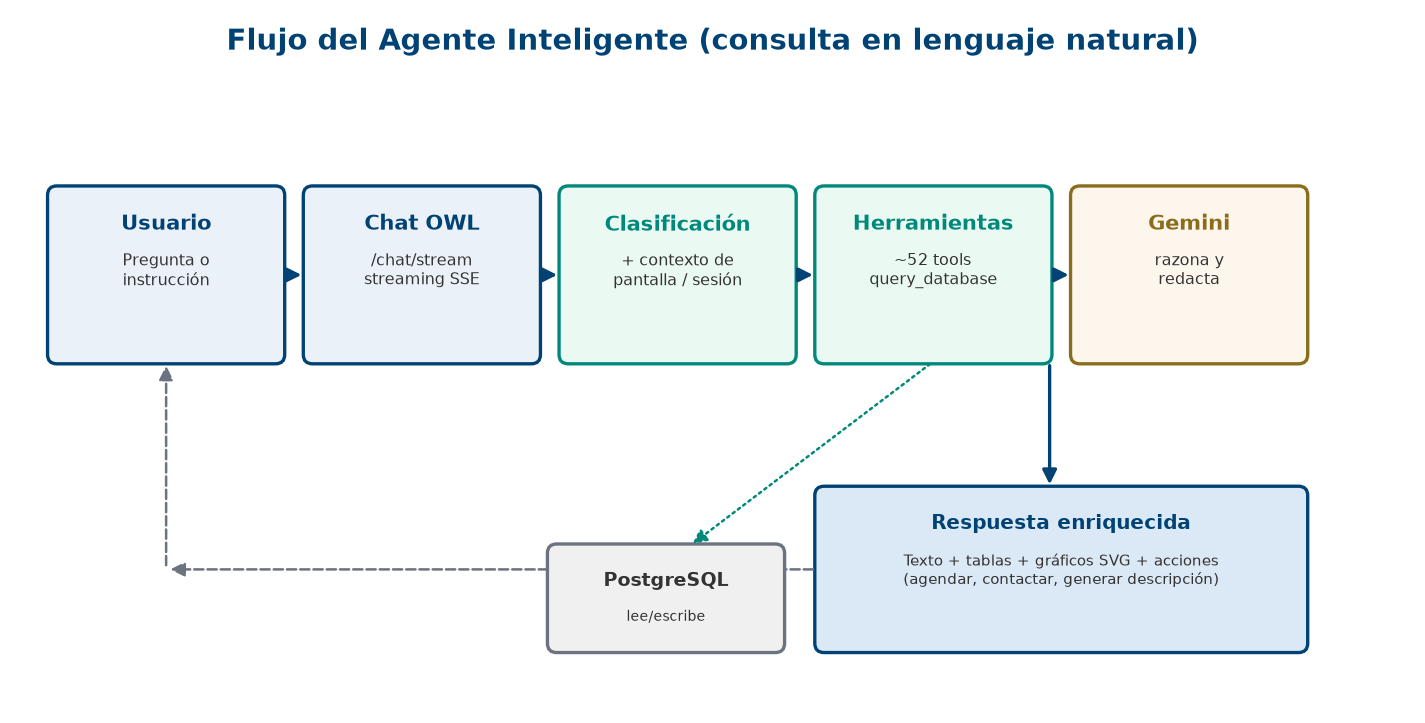 Flujo del Agente Inteligente (consulta en lenguaje natural)
Usuario
Pregunta o
instrucción
Chat OWL
/chat/stream
streaming SSE
Clasificación
+ contexto de
pantalla / sesión
Herramientas
~52 tools
query_database
Gemini
razona y
redacta
Respuesta enriquecida
Texto + tablas + gráficos SVG + acciones
(agendar, contactar, generar descripción)
PostgreSQL
lee/escribe